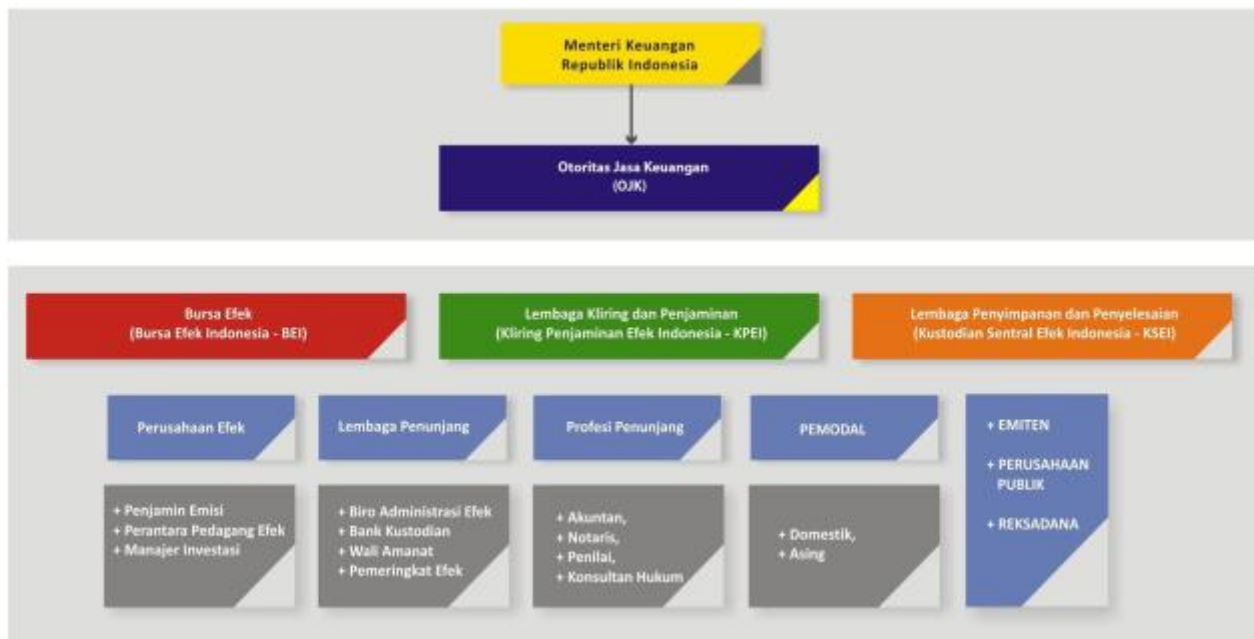 Menteri Keuangan
Republik Indonesia
Otoritas Jasa Keuangan
(OJK)
Bursa Efek
(Bursa Efek Indonesia - BEI)
Lembaga Kliring dan Penjaminan
(Kliring Penjaminan Efek Indonesia - KPEI)
Lembaga Penyimpanan dan Penyelesaian
(Kustodian Sentral Efek Indonesia - KSEI)
Perusahaan Efek
+ Penjamin Emisi
+ Perantara Pedagang Efek
+ Manajer Investasi
Lembaga Penunjang
+ Biro Administrasi Efek
+ Bank Kustodian
+ Wali Amanat
+ Pemeringkat Efek
Profesi Penunjang
+ Akuntan,
+ Notaris,
+ Penilai,
+ Konsultan Hukum
PEMODAL
+ Domestik,
+ Asing
+ EMITEN
+ PERUSAHAAN
PUBLIK
+ REKSADANA